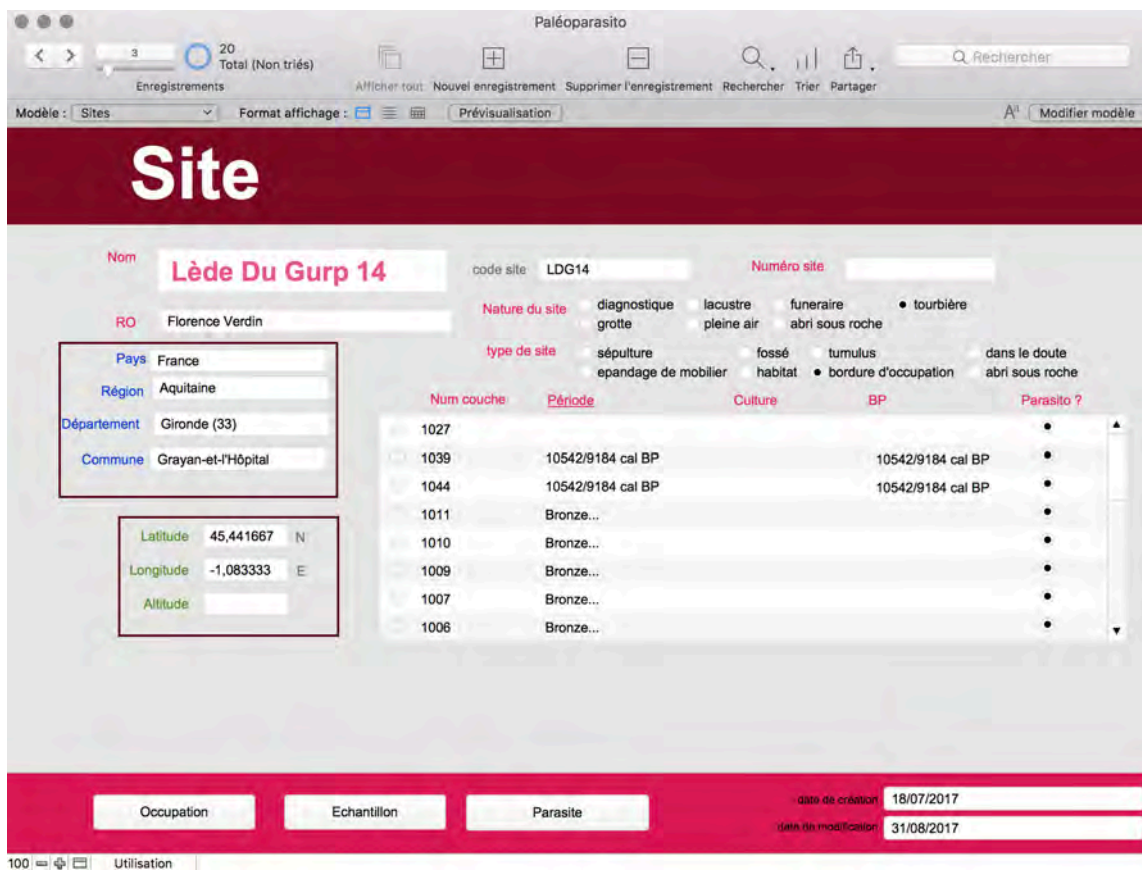 Paléoparasito
3
20
Total (Non triés)
Rechercher
Enregistrements
Afficher tout
Nouvel enregistrement
Supprimer l'enregistrement
Rechercher
Trier
Partager
Modèle : Sites
Format affichage :
Prévisualisation
Modifier modèle
Site
Nom Lède Du Gurp 14
code site LDG14
Numéro site
RO Florence Verdin
Nature du site diagnostique lacustre funeraire • tourbière
grotte pleine air abri sous roche
type de site sépulture fossé tumulus dans le doute
epandage de mobilier habitat • bordure d'occupation abri sous roche
Pays France
Région Aquitaine
Département Gironde (33)
Commune Grayan-et-l'Hôpital
Latitude 45,441667 N
Longitude -1,083333 E
Altitude
Num couche Période Culture BP Parasito ?
1027 •
1039 10542/9184 cal BP 10542/9184 cal BP •
1044 10542/9184 cal BP 10542/9184 cal BP •
1011 Bronze... •
1010 Bronze... •
1009 Bronze... •
1007 Bronze... •
1006 Bronze... •
Occupation
Echantillon
Parasite
date de création 18/07/2017
date de modification 31/08/2017
100
Utilisation